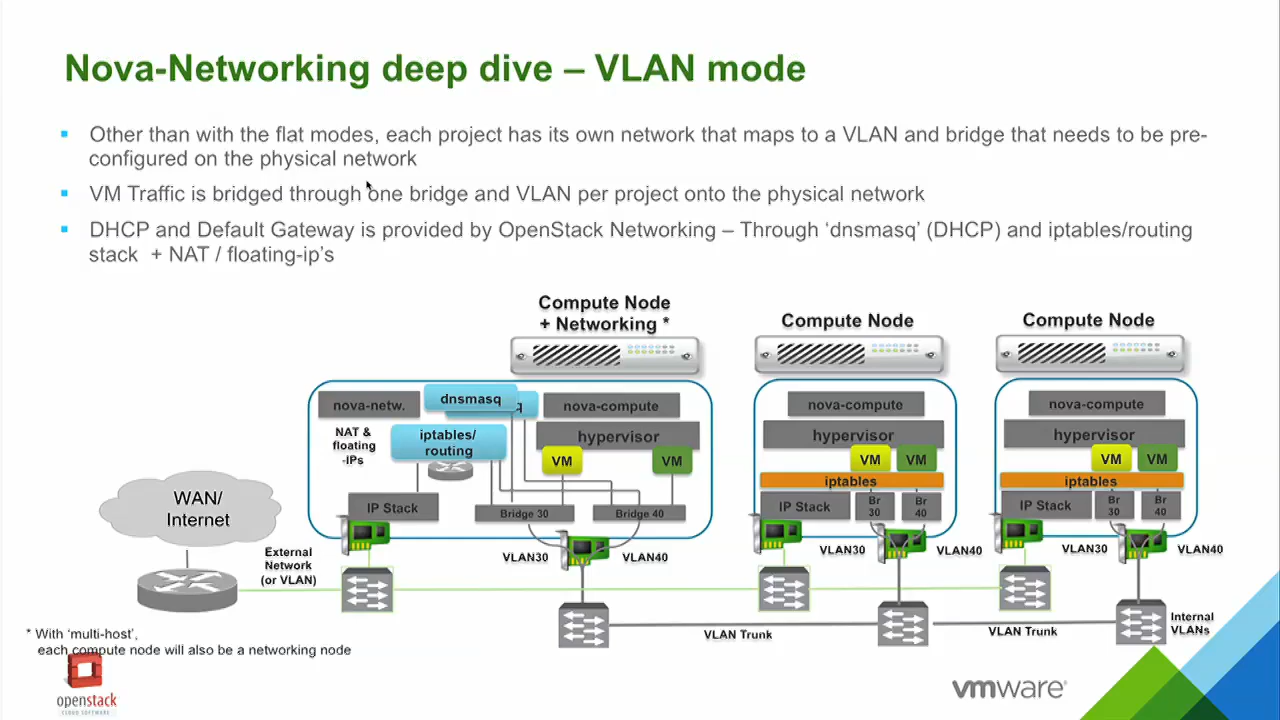 Nova-Networking deep dive – VLAN mode
Other than with the flat modes, each project has its own network that maps to a VLAN and bridge that needs to be pre-
configured on the physical network
VM Traffic is bridged through one bridge and VLAN per project onto the physical network
DHCP and Default Gateway is provided by OpenStack Networking – Through ‘dnsmasq’ (DHCP) and iptables/routing
stack + NAT / floating-ip’s
Compute Node
+ Networking *
Compute Node
Compute Node
nova-netw.
dnsmasq
q
nova-compute
NAT &
floating
-IPs
iptables/
routing
hypervisor
VM
VM
IP Stack
Bridge 30
Bridge 40
VLAN30
VLAN40
nova-compute
hypervisor
VM
VM
iptables
IP Stack
Br
30
Br
40
VLAN30
VLAN40
nova-compute
hypervisor
VM
VM
iptables
IP Stack
Br
30
Br
40
VLAN30
VLAN40
WAN/
Internet
External
Network
(or VLAN)
VLAN Trunk
VLAN Trunk
Internal
VLANs
* With ‘multi-host’,
each compute node will also be a networking node
openstack
CLOUD SOFTWARE
vmware®